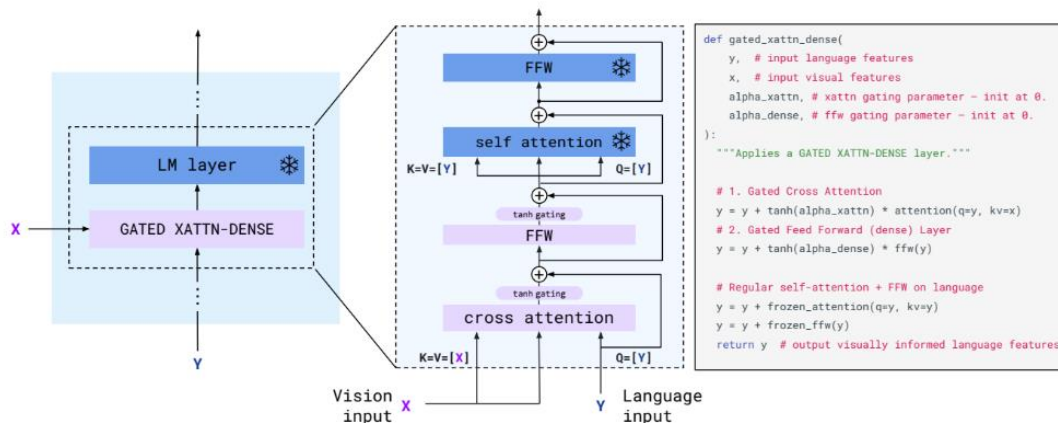 LM layer
X
GATED XATTN-DENSE
Y
FFW
self attention
K=V=[Y]
Q=[Y]
tanh gating
FFW
tanh gating
cross attention
K=V=[X]
Q=[Y]
Vision
input
X
Y
Language
input
def gated_xattn_dense(
y, # input language features
x, # input visual features
alpha_xattn, # xattn gating parameter – init at 0.
alpha_dense, # ffw gating parameter – init at 0.
):
"""Applies a GATED XATTN-DENSE layer."""
# 1. Gated Cross Attention
y = y + tanh(alpha_xattn) * attention(q=y, kv=x)
# 2. Gated Feed Forward (dense) Layer
y = y + tanh(alpha_dense) * ffw(y)
# Regular self-attention + FFW on language
y = y + frozen_attention(q=y, kv=y)
y = y + frozen_ffw(y)
return y # output visually informed language features